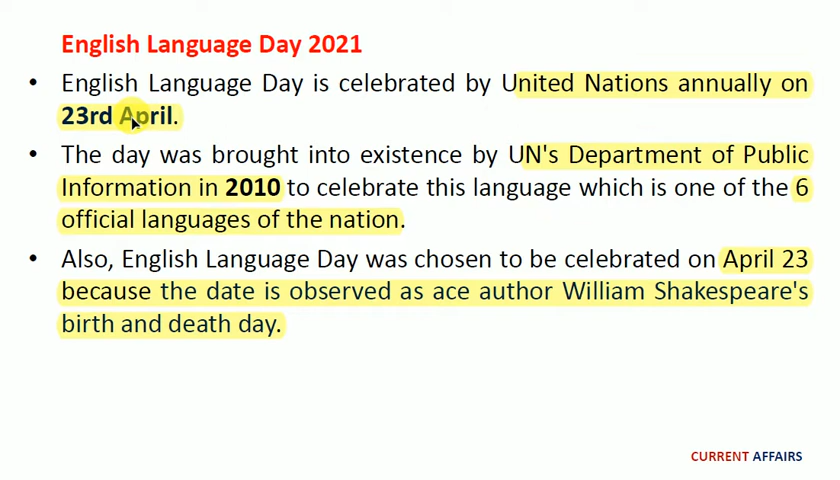 English Language Day 2021
• English Language Day is celebrated by United Nations annually on
23rd April.
• The day was brought into existence by UN's Department of Public
Information in 2010 to celebrate this language which is one of the 6
official languages of the nation.
• Also, English Language Day was chosen to be celebrated on April 23
because the date is observed as ace author William Shakespeare's
birth and death day.
CURRENT AFFAIRS